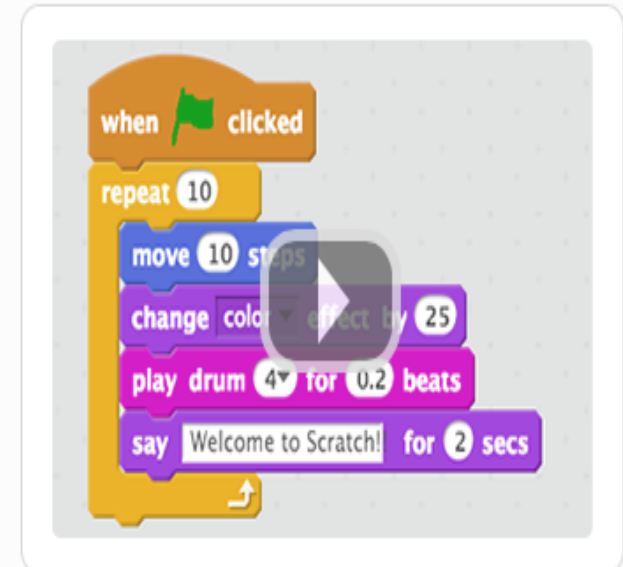 when clicked
repeat 10
move 10 steps
change color effect by 25
play drum 4 for 0.2 beats
say Welcome to Scratch! for 2 secs